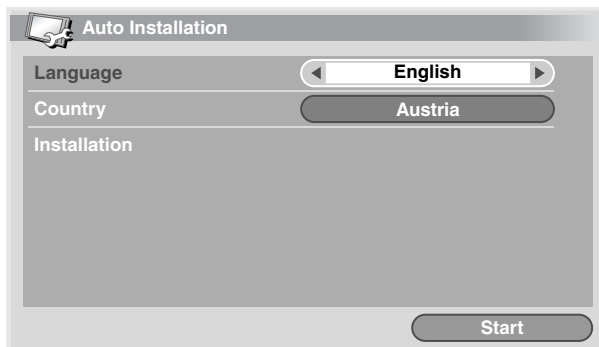 Auto Installation
Language English
Country Austria
Installation
Start